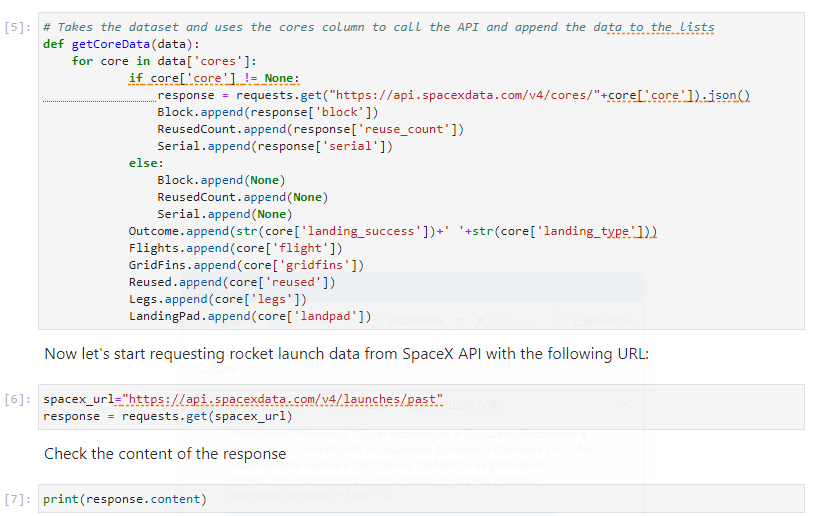 [5]: # Takes the dataset and uses the cores column to call the API and append the data to the lists
def getCoreData(data):
    for core in data['cores']:
            if core['core'] != None:
                response = requests.get("https://api.spacexdata.com/v4/cores/"+core['core']).json()
                Block.append(response['block'])
                ReusedCount.append(response['reuse_count'])
                Serial.append(response['serial'])
            else:
                Block.append(None)
                ReusedCount.append(None)
                Serial.append(None)
            Outcome.append(str(core['landing_success'])+' '+str(core['landing_type']))
            Flights.append(core['flight'])
            GridFins.append(core['gridfins'])
            Reused.append(core['reused'])
            Legs.append(core['legs'])
            LandingPad.append(core['landpad'])
Now let's start requesting rocket launch data from SpaceX API with the following URL:
[6]: spacex_url="https://api.spacexdata.com/v4/launches/past"
response = requests.get(spacex_url)
Check the content of the response
[7]: print(response.content)